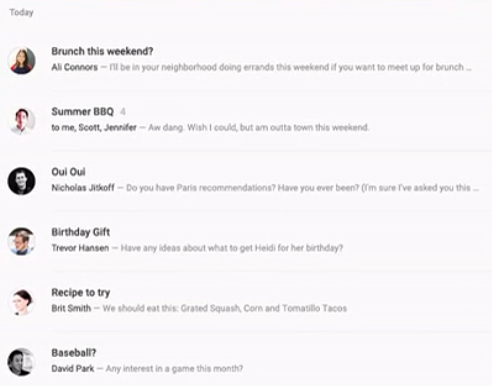 Today
Brunch this weekend?
Ali Connors — I'll be in your neighborhood doing errands this weekend if you want to meet up for brunch ...
Summer BBQ 4
to me, Scott, Jennifer — Aw dang. Wish I could, but am outta town this weekend.
Oui Oui
Nicholas Jitkoff — Do you have Paris recommendations? Have you ever been? (I'm sure I've asked you this ...
Birthday Gift
Trevor Hansen — Have any ideas about what to get Heidi for her birthday?
Recipe to try
Brit Smith — We should eat this: Grated Squash, Corn and Tomatillo Tacos
Baseball?
David Park — Any interest in a game this month?